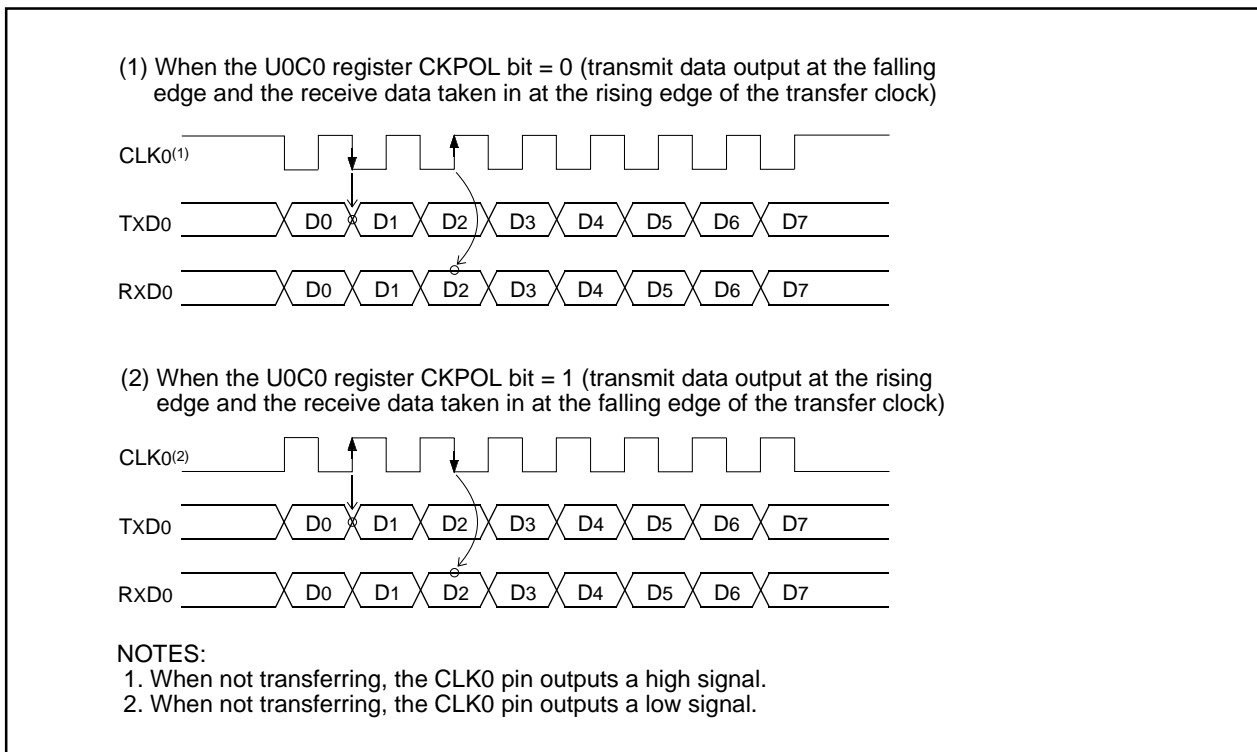 (1) When the U0C0 register CKPOL bit = 0 (transmit data output at the falling
edge and the receive data taken in at the rising edge of the transfer clock)
CLK0(1)
TXD0 D0 D1 D2 D3 D4 D5 D6 D7
RXD0 D0 D1 D2 D3 D4 D5 D6 D7
(2) When the U0C0 register CKPOL bit = 1 (transmit data output at the rising
edge and the receive data taken in at the falling edge of the transfer clock)
CLK0(2)
TXD0 D0 D1 D2 D3 D4 D5 D6 D7
RXD0 D0 D1 D2 D3 D4 D5 D6 D7
NOTES:
1. When not transferring, the CLK0 pin outputs a high signal.
2. When not transferring, the CLK0 pin outputs a low signal.